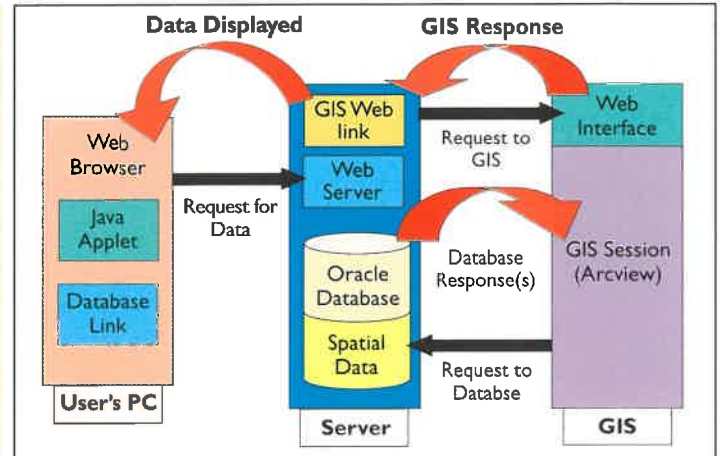 Data Displayed
GIS Response
Web
Browser
Java
Applet
Database
Link
User's PC
Request for
Data
GIS Web
link
Web
Server
Oracle
Database
Spatial
Data
Server
Request to
GIS
Database
Response(s)
Request to
Databse
Web
Interface
GIS Session
(Arcview)
GIS